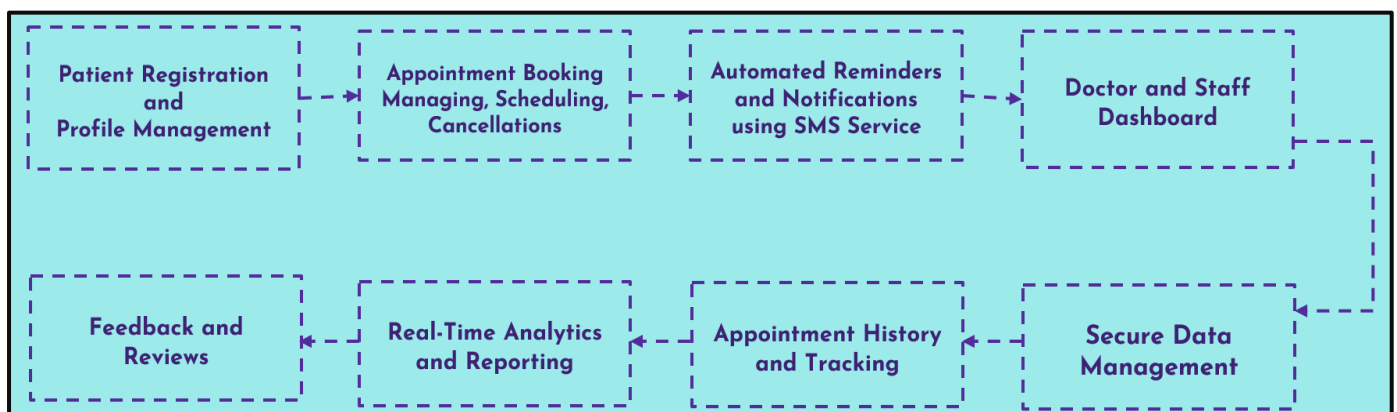 Patient Registration
and
Profile Management
Appointment Booking
Managing, Scheduling,
Cancellations
Automated Reminders
and Notifications
using SMS Service
Doctor and Staff
Dashboard
Feedback and
Reviews
Real-Time Analytics
and Reporting
Appointment History
and Tracking
Secure Data
Management